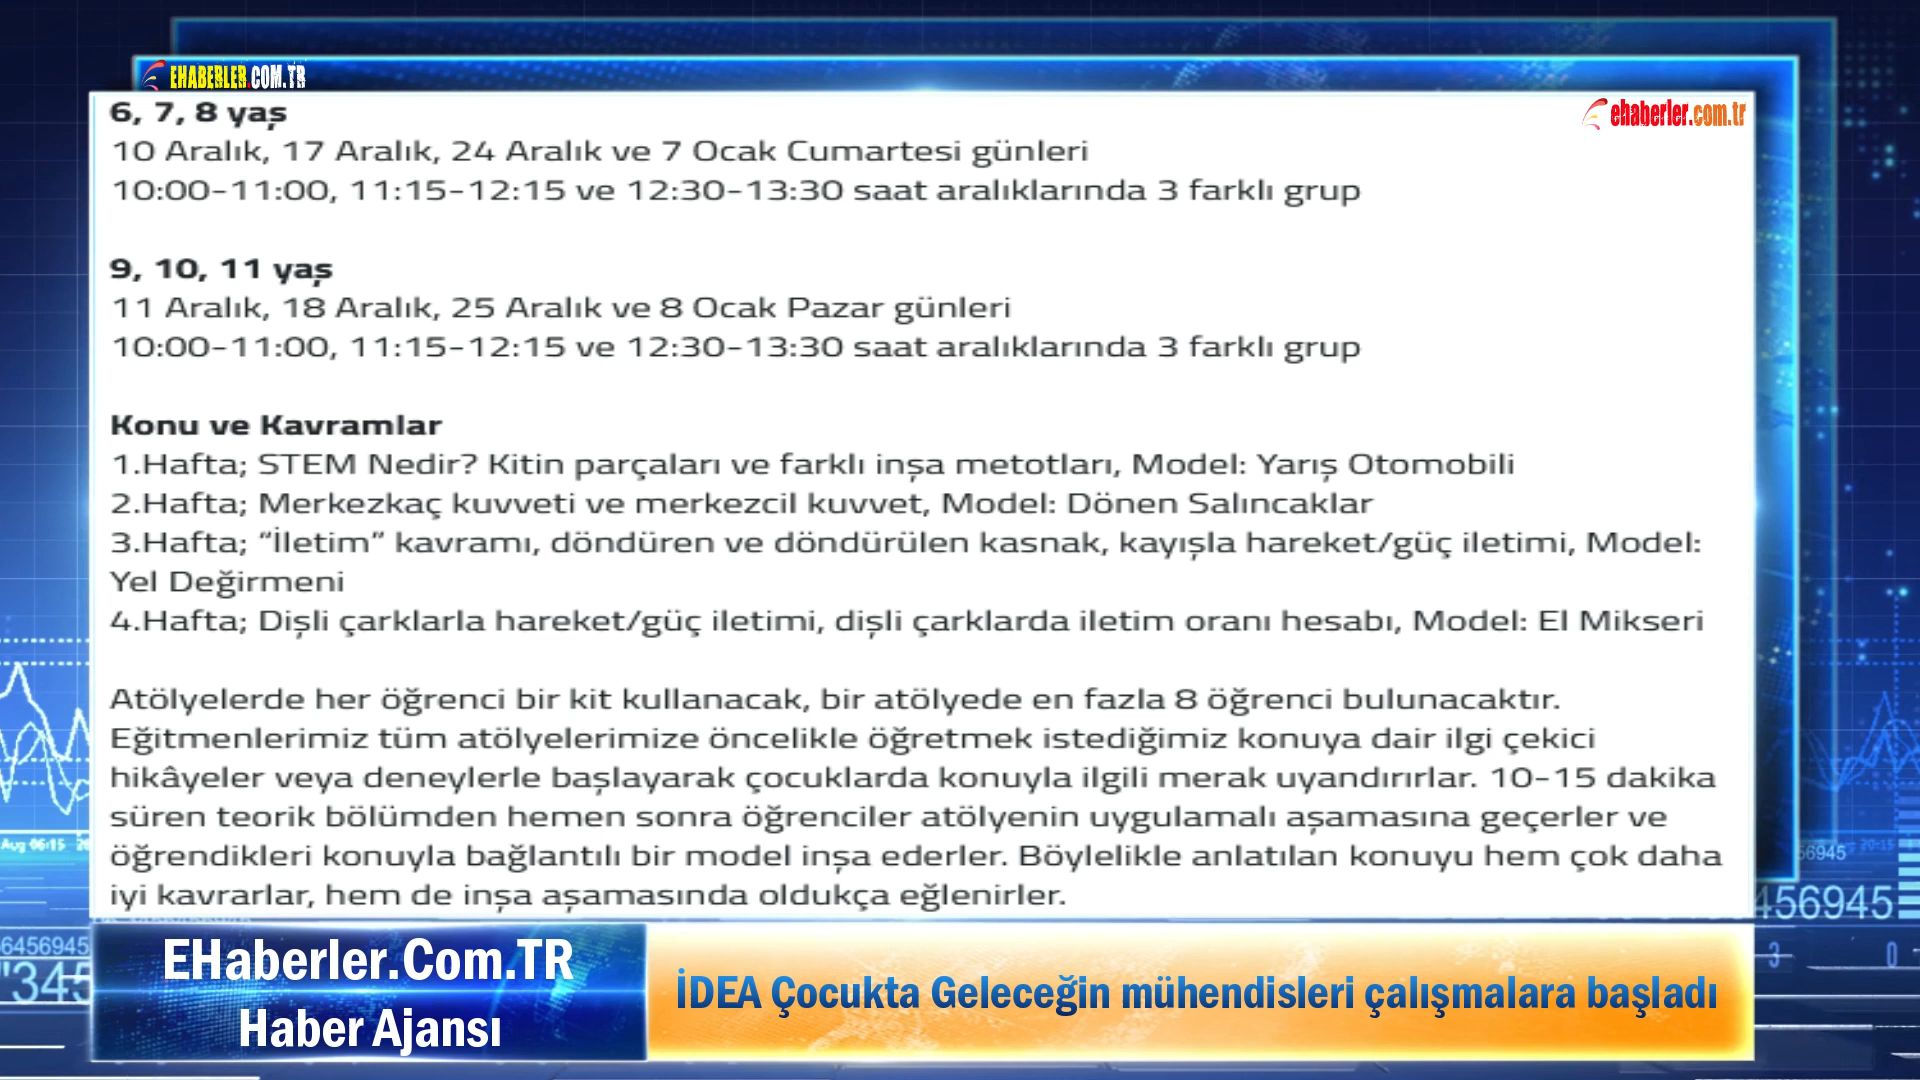 EHABERLER.COM.TR
ehaberler.com.tr
6, 7, 8 yaş
10 Aralık, 17 Aralık, 24 Aralık ve 7 Ocak Cumartesi günleri
10:00-11:00, 11:15-12:15 ve 12:30-13:30 saat aralıklarında 3 farklı grup
9, 10, 11 yaş
11 Aralık, 18 Aralık, 25 Aralık ve 8 Ocak Pazar günleri
10:00-11:00, 11:15-12:15 ve 12:30-13:30 saat aralıklarında 3 farklı grup
Konu ve Kavramlar
1.Hafta; STEM Nedir? Kitin parçaları ve farklı inşa metotları, Model: Yarış Otomobili
2.Hafta; Merkezkaç kuvveti ve merkezcil kuvvet, Model: Dönen Salıncaklar
3.Hafta; “İletim” kavramı, döndüren ve döndürülen kasnak, kayışla hareket/güç iletimi, Model:
Yel Değirmeni
4.Hafta; Dişli çarklarla hareket/güç iletimi, dişli çarklarda iletim oranı hesabı, Model: El Mikseri
Atölyelerde her öğrenci bir kit kullanacak, bir atölyede en fazla 8 öğrenci bulunacaktır.
Eğitmenlerimiz tüm atölyelerimize öncelikle öğretmek istediğimiz konuya dair ilgi çekici
hikâyeler veya deneylerle başlayarak çocuklarda konuyla ilgili merak uyandırırlar. 10-15 dakika
süren teorik bölümden hemen sonra öğrenciler atölyenin uygulamalı aşamasına geçerler ve
öğrendikleri konuyla bağlantılı bir model inşa ederler. Böylelikle anlatılan konuyu hem çok daha
iyi kavrarlar, hem de inşa aşamasında oldukça eğlenirler.
Aug 06:15
56945
456945
6456945
"345
3 0
EHaberler.Com.TR
Haber Ajansı
İDEA Çocukta Geleceğin mühendisleri çalışmalara başladı